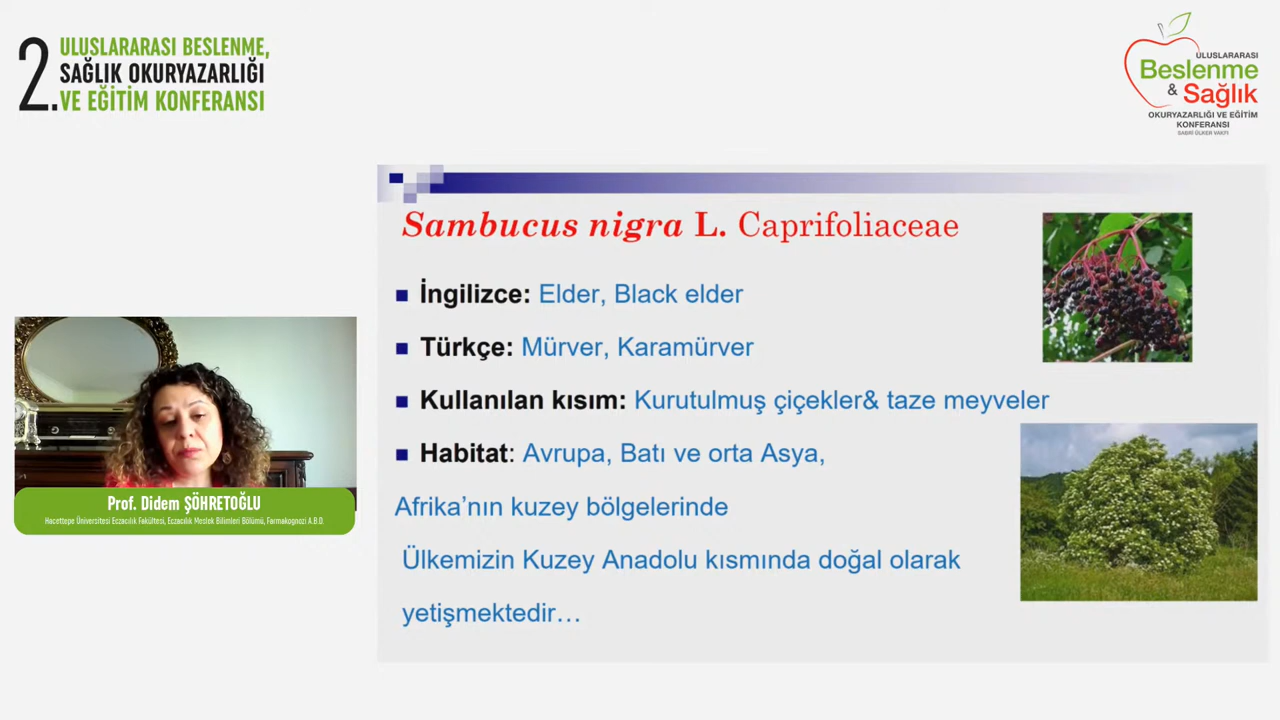 2.
ULUSLARARASI BESLENME,
SAĞLIK OKURYAZARLIĞI
VE EĞİTİM KONFERANSI
ULUSLARARASI
Beslenme
& Sağlık
OKURYAZARLIĞI VE EĞİTİM
KONFERANSI
SABRİ ÜLKER VAKFI
Sambucus nigra L. Caprifoliaceae
İngilizce: Elder, Black elder
Türkçe: Mürver, Karamürver
Kullanılan kısım: Kurutulmuş çiçekler& taze meyveler
Habitat: Avrupa, Batı ve orta Asya,
Afrika’nın kuzey bölgelerinde
Ülkemizin Kuzey Anadolu kısmında doğal olarak
yetişmektedir…
Prof. Didem ŞÖHRETOĞLU
Hacettepe Üniversitesi Eczacılık Fakültesi, Eczacılık Meslek Bilimleri Bölümü, Farmakognozi A.B.D.